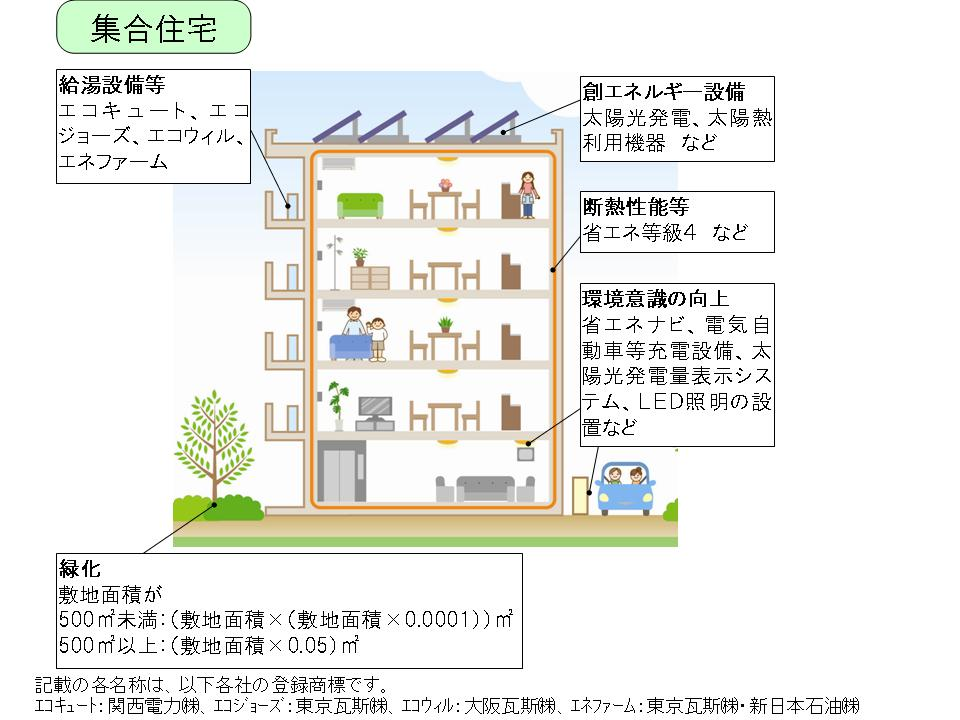 集合住宅
給湯設備等
エコキュート、エコ
ジョーズ、エコウィル、
エネファーム
創エネルギー設備
太陽光発電、太陽熱
利用機器　など
断熱性能等
省エネ等級４　など
環境意識の向上
省エネナビ、電気自
動車等充電設備、太
陽光発電量表示シス
テム、ＬＥＤ照明の設
置など
緑化
敷地面積が
500㎡未満：（敷地面積×（敷地面積×0.0001））㎡
500㎡以上：（敷地面積×0.05）㎡
記載の各名称は、以下各社の登録商標です。
ｴｺｷｭｰﾄ：関西電力㈱、ｴｺｼﾞｮｰｽﾞ：東京瓦斯㈱、ｴｺｳｨﾙ：大阪瓦斯㈱、ｴﾈﾌｧｰﾑ：東京瓦斯㈱・新日本石油㈱